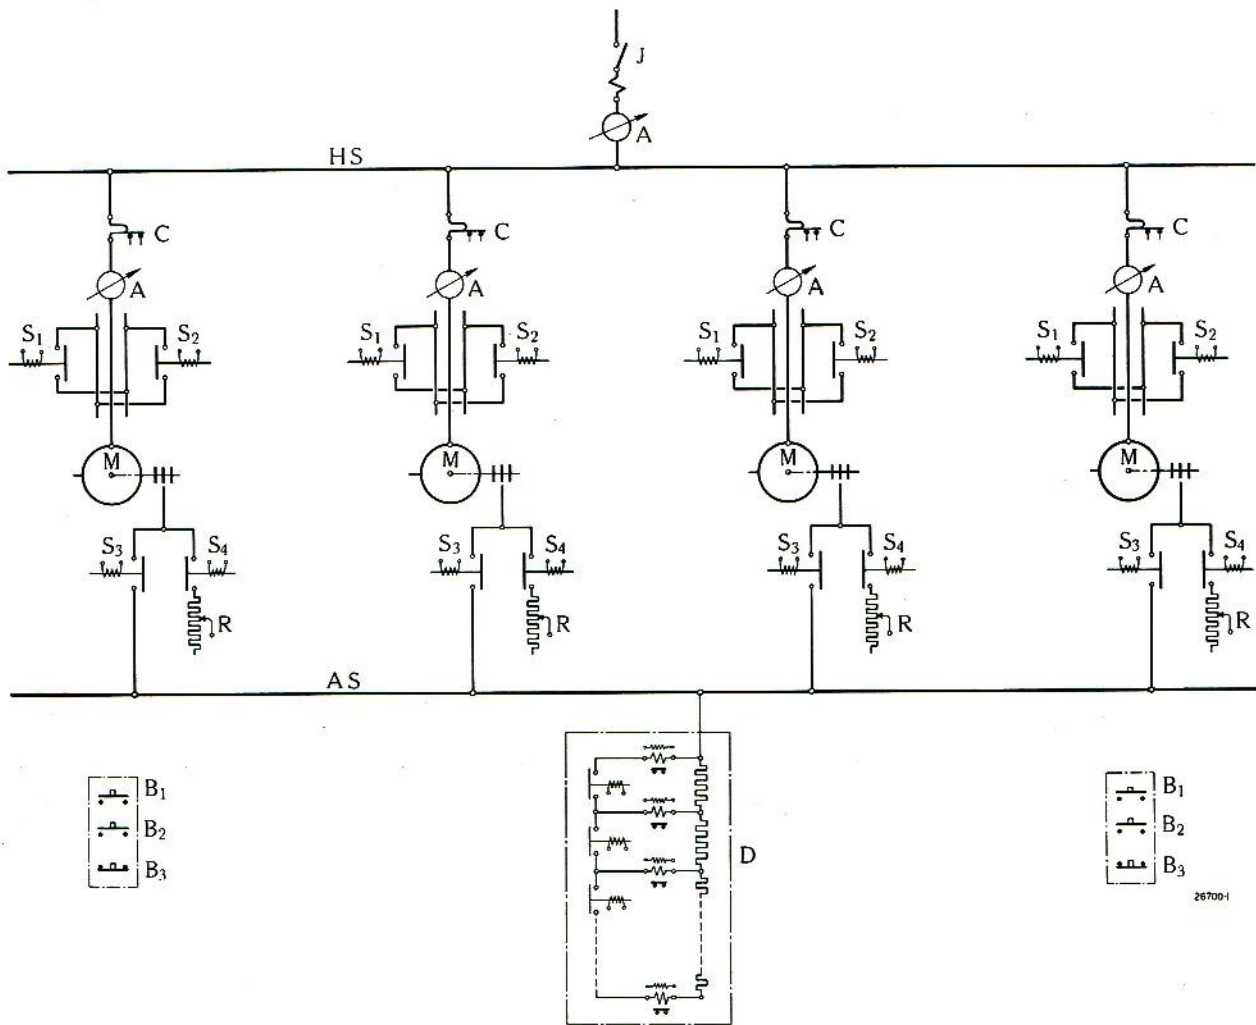 J
A
HS
C C C C
A A A A
S₁ S₂ S₁ S₂ S₁ S₂ S₁ S₂
M M M M
S₃ S₄ S₃ S₄ S₃ S₄ S₃ S₄
R R R R
AS
B₁ B₁
B₂ B₂
D
B₃ B₃
26700-I